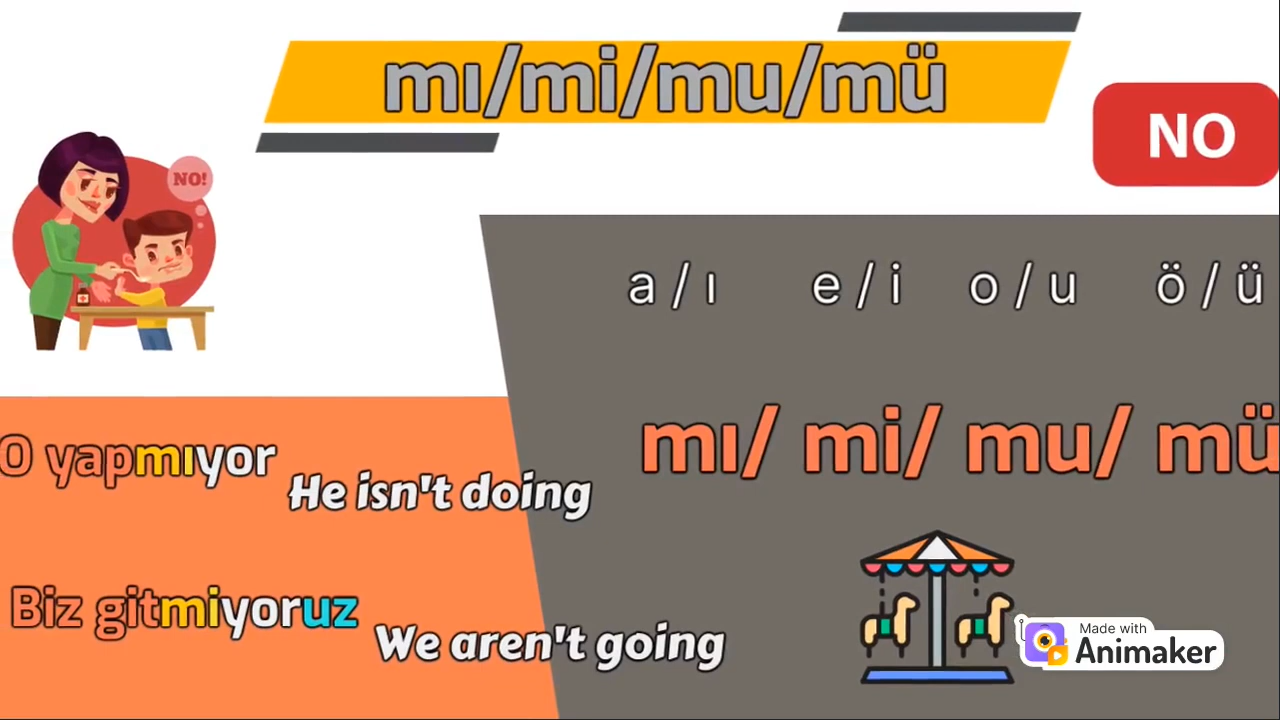 mı/mi/mu/mü
NO
NO!
a / ı e / i o / u ö / ü
mı/ mi/ mu/ mü
O yapmıyor
He isn't doing
Biz gitmiyoruz
We aren't going
Made with
Animaker